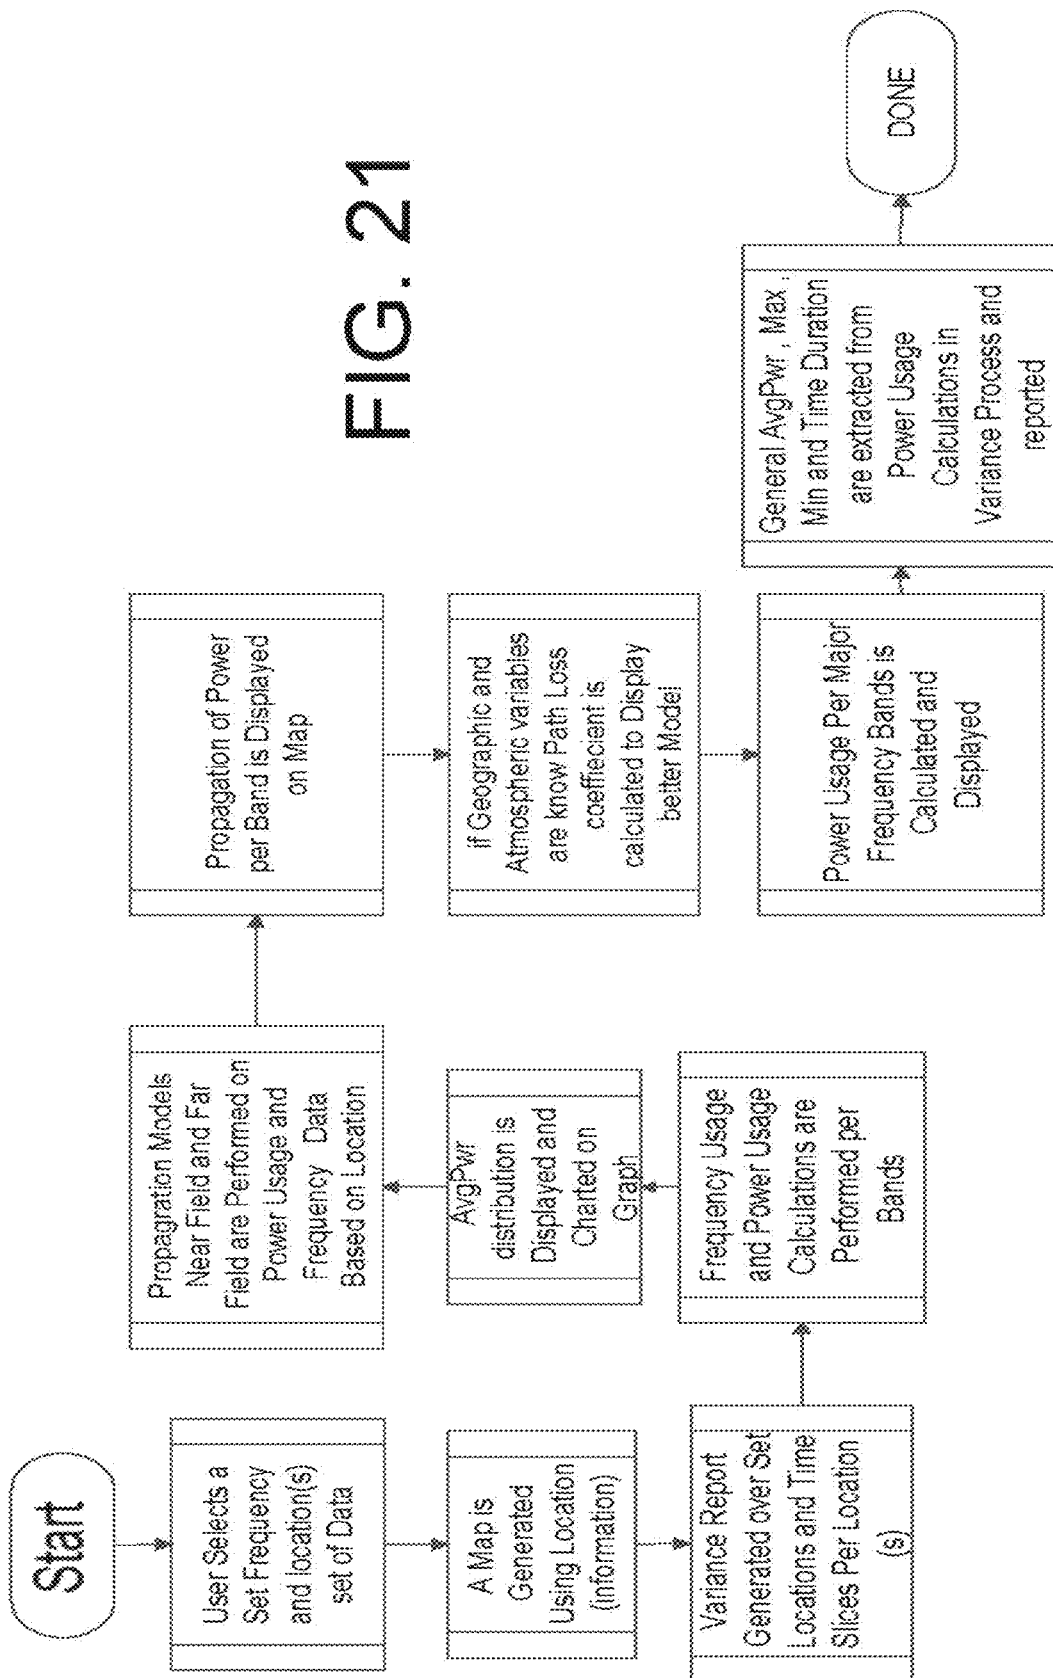 FIG. 21
Start
User Selects a
Set Frequency
and location(s)
set of Data
A Map is
Generated
Using Location
(information)
Variance Report
Generated over Set
Locations and Time
Slices Per Location
(s)
Frequency Usage
and Power Usage
Calculations are
Performed per
Bands
AvgPwr
distribution is
Displayed and
Charted on
Graph
Propagration Models
Near Field and Far
Field are Performed on
Power Usage and
Frequency Data
Based on Location
Propagation of Power
per Band is Displayed
on Map
if Geographic and
Atmospheric variables
are know Path Loss
coeffiecient is
calculated to Display
better Model
Power Usage Per Major
Frequency Bands is
Calculated and
Displayed
General AvgPwr , Max ,
Min and Time Duration
are extracted from
Power Usage
Calculations in
Variance Process and
reported
DONE